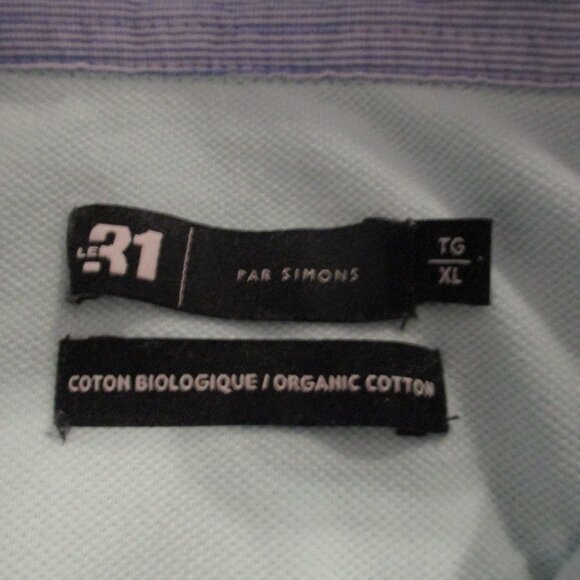 LE 31
PAR SIMONS
TG
XL
COTON BIOLOGIQUE / ORGANIC COTTON